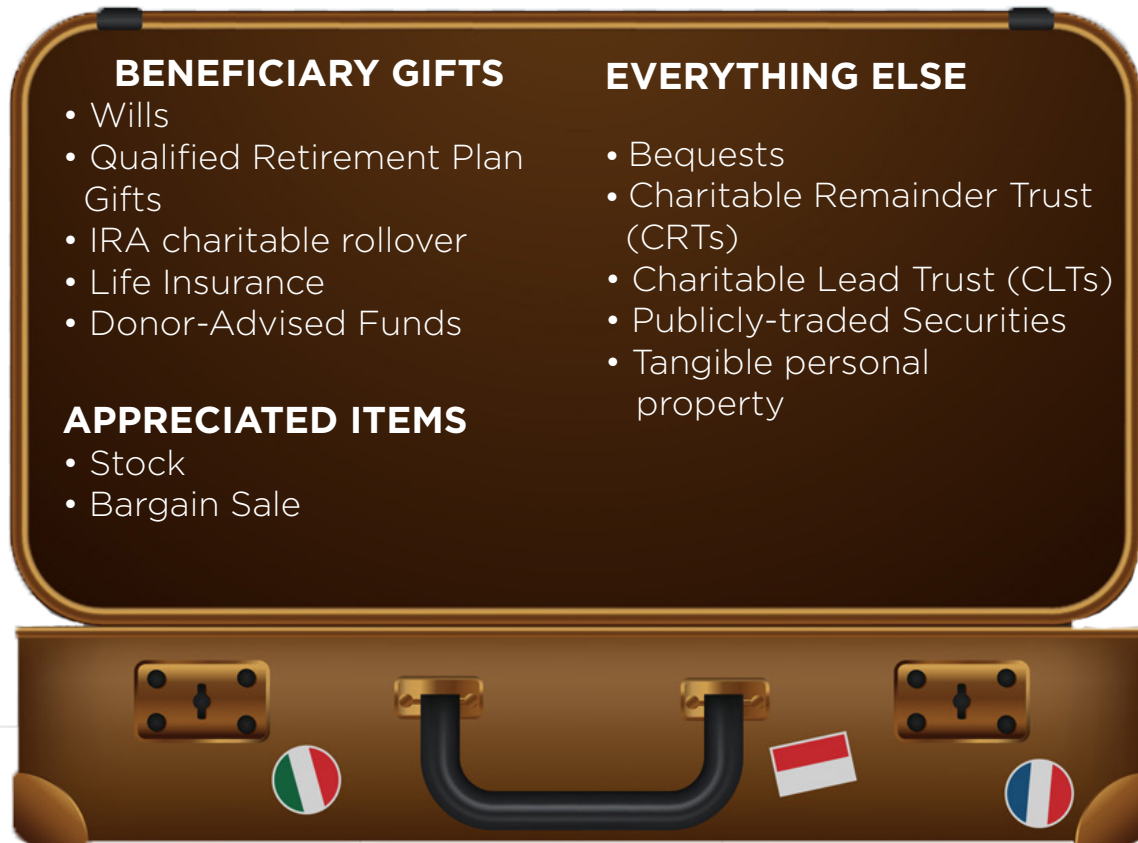 BENEFICIARY GIFTS
• Wills
• Qualified Retirement Plan
Gifts
• IRA charitable rollover
• Life Insurance
• Donor-Advised Funds
APPRECIATED ITEMS
• Stock
• Bargain Sale
EVERYTHING ELSE
• Bequests
• Charitable Remainder Trust
(CRTs)
• Charitable Lead Trust (CLTs)
• Publicly-traded Securities
• Tangible personal
property